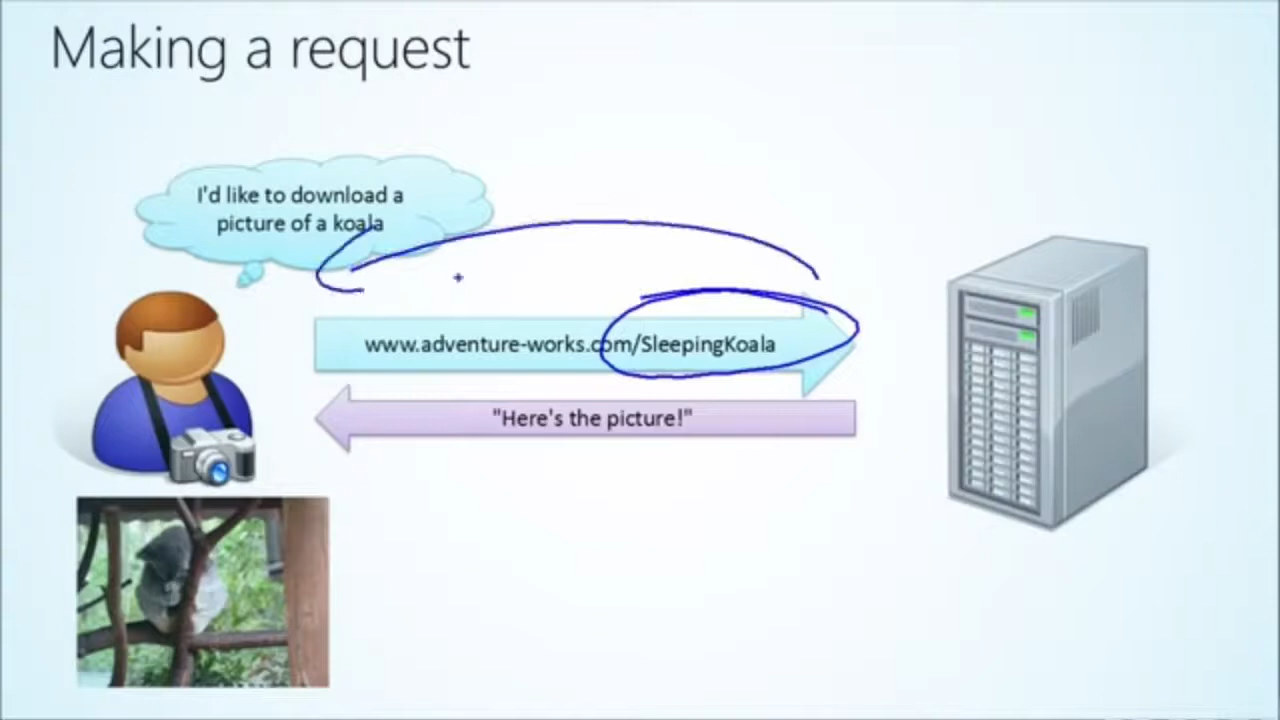 Making a request
I'd like to download a
picture of a koala
www.adventure-works.com/SleepingKoala
"Here's the picture!"